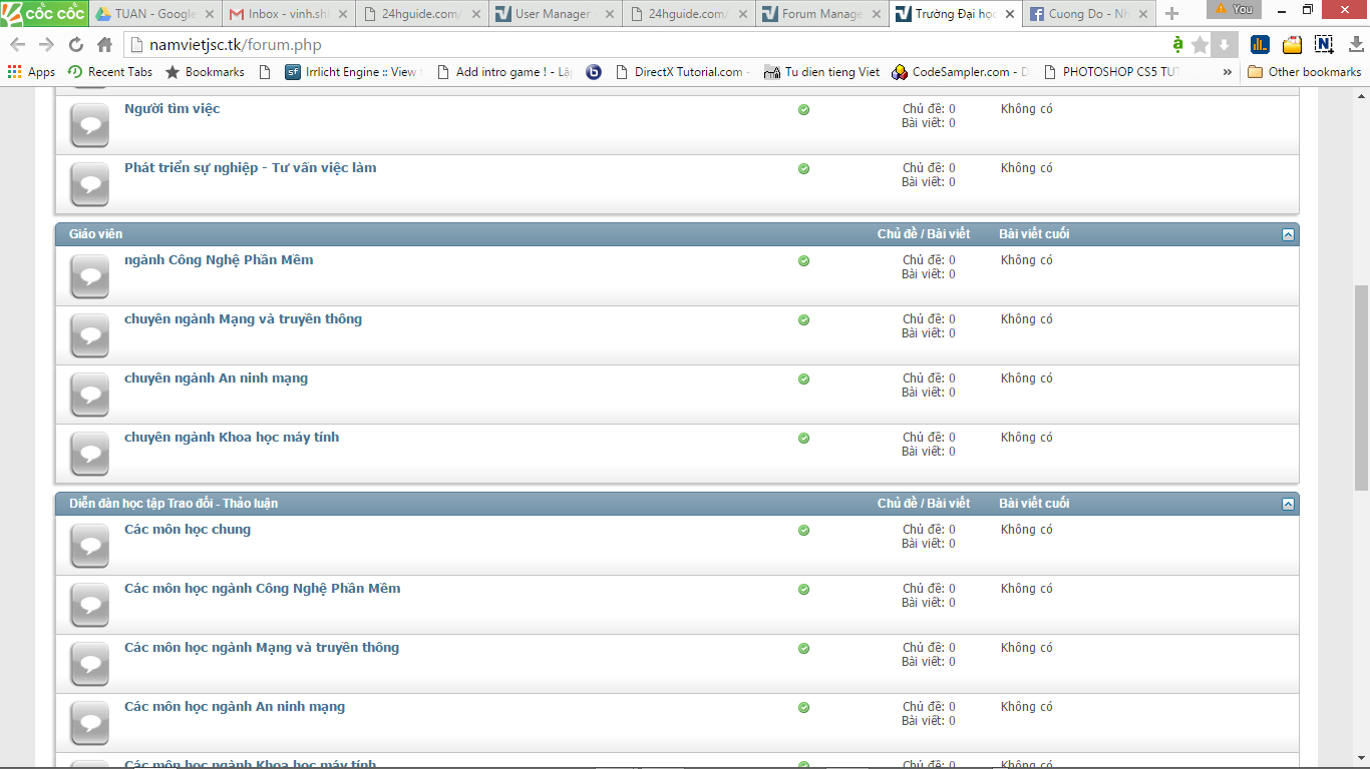 cốc cốc TUAN - Google Inbox - vinh.sh 24hguide.com/ User Manager 24hguide.com Forum Manage Trường Đại học Cuong Do - Nh You
namvietjsc.tk/forum.php
Apps Recent Tabs Bookmarks Irrlicht Engine :: View Add intro game ! - Lập DirectX Tutorial.com - Tu dien tieng Viet CodeSampler.com - D PHOTOSHOP CS5 TUT » Other bookmarks
Người tìm việc Chủ đề: 0 Không có
Bài viết: 0
Phát triển sự nghiệp - Tư vấn việc làm Chủ đề: 0 Không có
Bài viết: 0
Giáo viên Chủ đề / Bài viết Bài viết cuối
ngành Công Nghệ Phần Mềm Chủ đề: 0 Không có
Bài viết: 0
chuyên ngành Mạng và truyền thông Chủ đề: 0 Không có
Bài viết: 0
chuyên ngành An ninh mạng Chủ đề: 0 Không có
Bài viết: 0
chuyên ngành Khoa học máy tính Chủ đề: 0 Không có
Bài viết: 0
Diễn đàn học tập Trao đổi - Thảo luận Chủ đề / Bài viết Bài viết cuối
Các môn học chung Chủ đề: 0 Không có
Bài viết: 0
Các môn học ngành Công Nghệ Phần Mềm Chủ đề: 0 Không có
Bài viết: 0
Các môn học ngành Mạng và truyền thông Chủ đề: 0 Không có
Bài viết: 0
Các môn học ngành An ninh mạng Chủ đề: 0 Không có
Bài viết: 0
Các môn học ngành Khoa học máy tính Chủ đề: 0 Không có